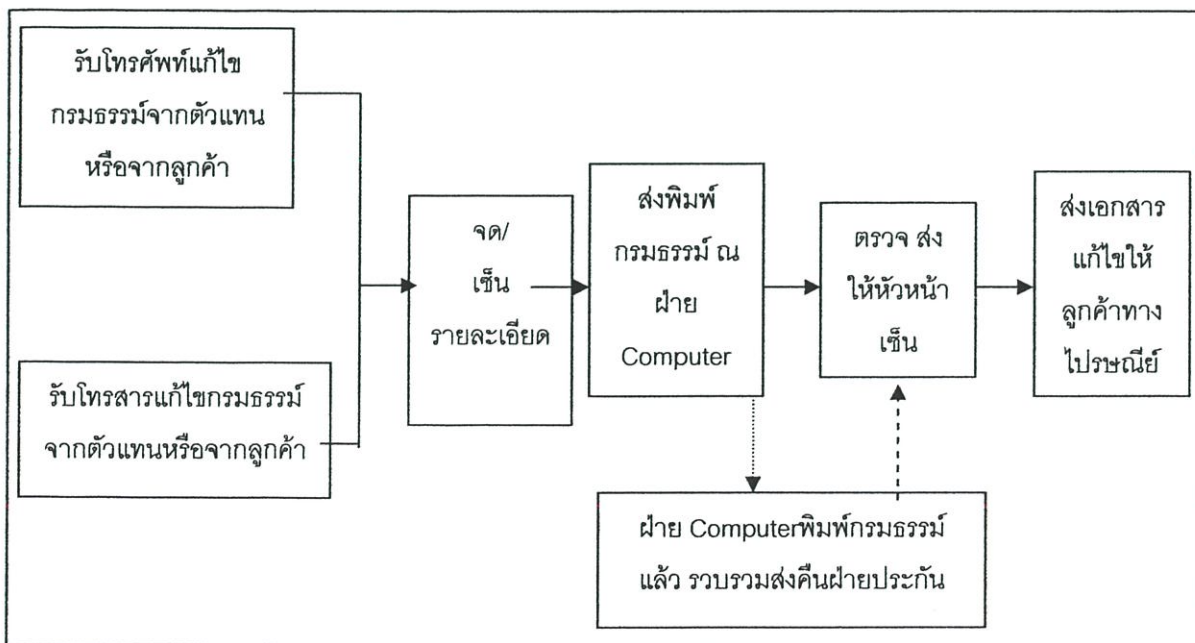 รับโทรศัพท์แก้ไข
กรมธรรม์จากตัวแทน
หรือจากลูกค้า
รับโทรสารแก้ไขกรมธรรม์
จากตัวแทนหรือจากลูกค้า
จด/
เซ็น
รายละเอียด
ส่งพิมพ์
กรมธรรม์ ณ
ฝ่าย
Computer
ตรวจ ส่ง
ให้หัวหน้า
เซ็น
ส่งเอกสาร
แก้ไขให้
ลูกค้าทาง
ไปรษณีย์
ฝ่าย Computerพิมพ์กรมธรรม์
แล้ว รวบรวมส่งคืนฝ่ายประกัน